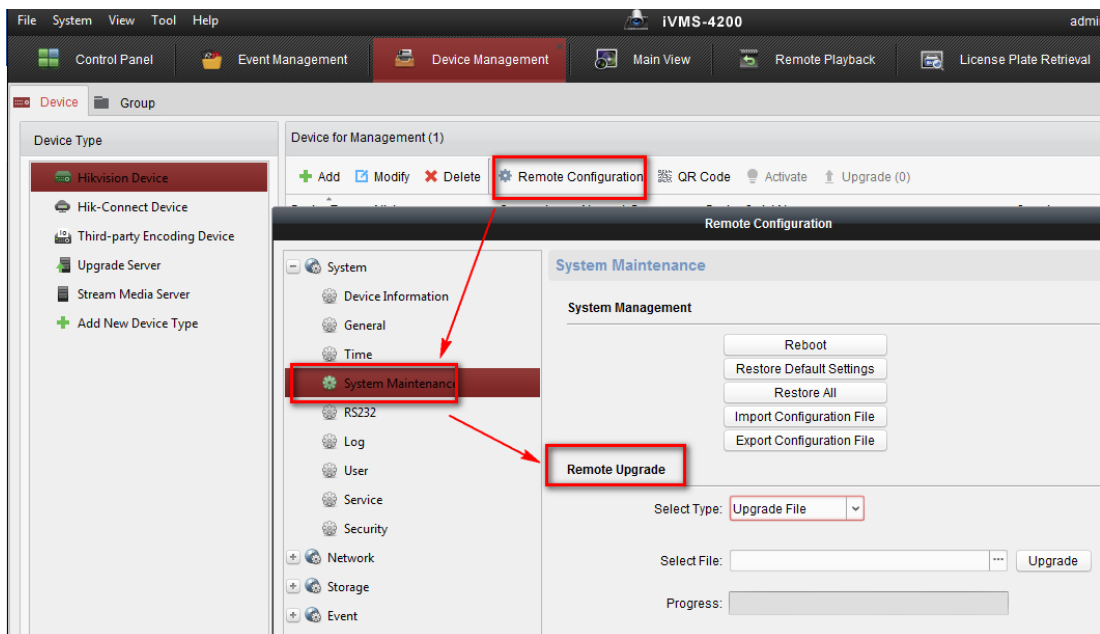 File System View Tool Help iVMS-4200
Control Panel Event Management Device Management Main View Remote Playback License Plate Retrieval
Device Group
Device Type
Hikvision Device
Hik-Connect Device
Third-party Encoding Device
Upgrade Server
Stream Media Server
Add New Device Type
Device for Management (1)
Add Modify Delete Remote Configuration QR Code Activate Upgrade (0)
Remote Configuration
System
Device Information
General
Time
System Maintenance
RS232
Log
User
Service
Security
Network
Storage
Event
System Maintenance
System Management
Reboot
Restore Default Settings
Restore All
Import Configuration File
Export Configuration File
Remote Upgrade
Select Type: Upgrade File
Select File: ... Upgrade
Progress: